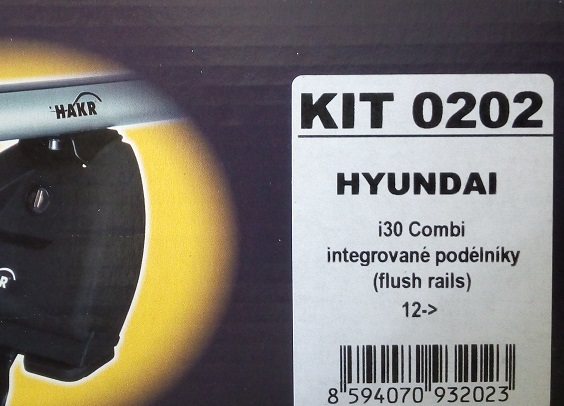 HAKR
KIT 0202
HYUNDAI
i30 Combi
integrované podélníky
(flush rails)
12->
8 594070 932023
R